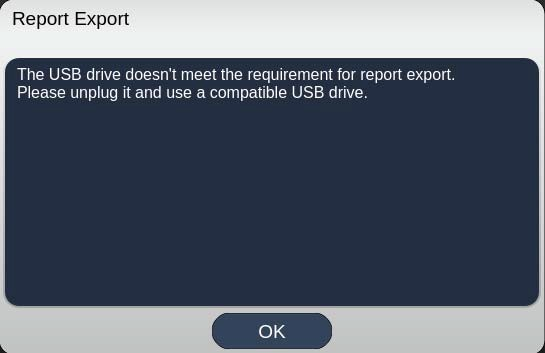 Report Export
The USB drive doesn't meet the requirement for report export.
Please unplug it and use a compatible USB drive.
OK